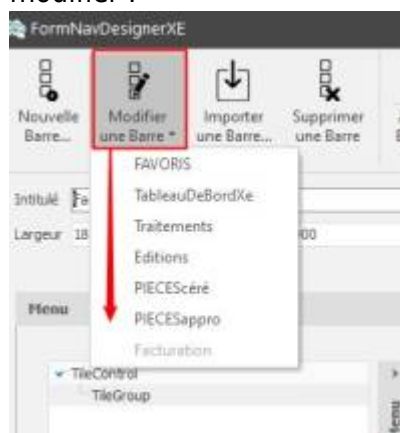 FormNavDesignerXE
Nouvelle Barre...
Modifier une Barre
Importer une Barre...
Supprimer une Barre
FAVORIS
Intitulé Fa
TableauDeBordXe
Largeur 18
Traitements
00
Editions
PIECEScéré
Menu
PIECESappro
Facturation
TileControl
TileGroup